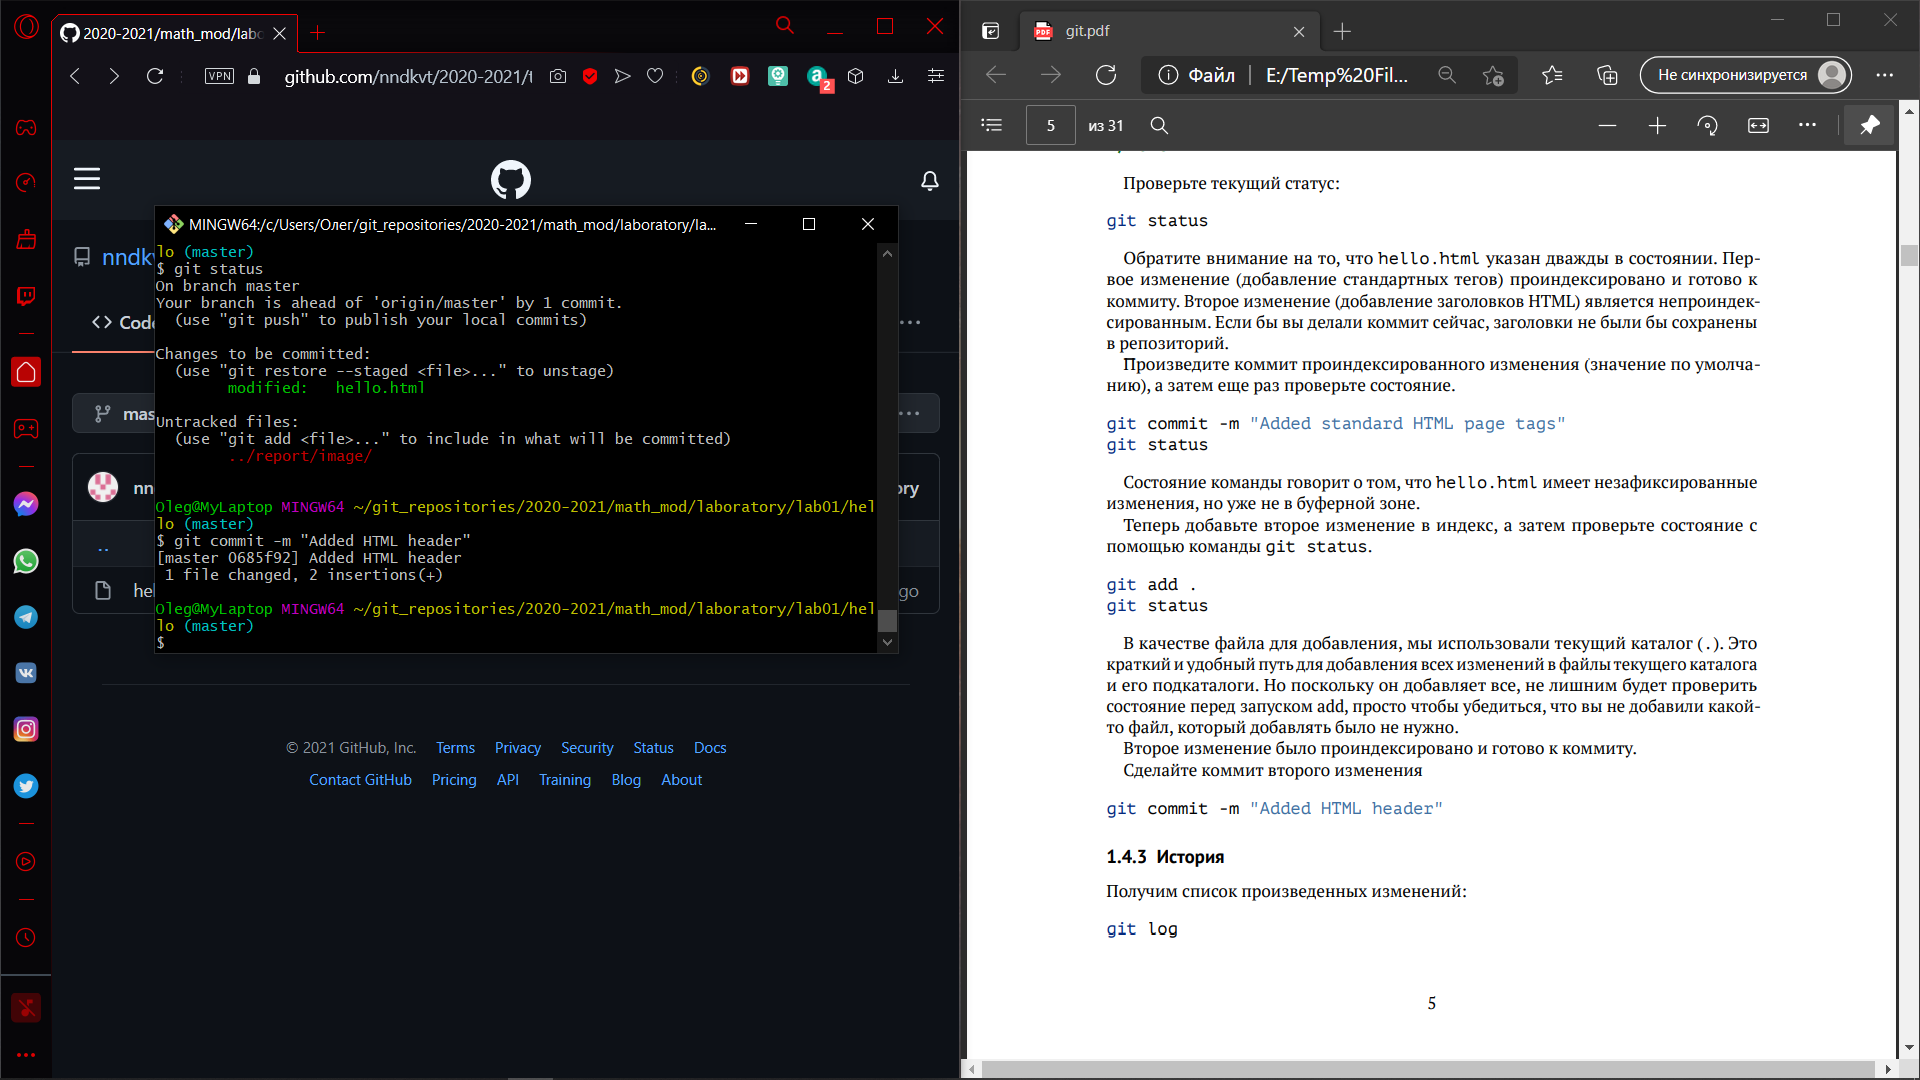 2020-2021/math_mod/labo
VPN
github.com/nndkvt/2020-2021/t
2
nndkv
Code
mas
nn
ory
..
hel
go
MINGW64:/c/Users/Олег/git_repositories/2020-2021/math_mod/laboratory/la...
lo (master)
$ git status
On branch master
Your branch is ahead of 'origin/master' by 1 commit.
(use "git push" to publish your local commits)
Changes to be committed:
(use "git restore --staged <file>..." to unstage)
modified: hello.html
Untracked files:
(use "git add <file>..." to include in what will be committed)
../report/image/
Oleg@MyLaptop MINGW64 ~/git_repositories/2020-2021/math_mod/laboratory/lab01/hel
lo (master)
$ git commit -m "Added HTML header"
[master 0685f92] Added HTML header
1 file changed, 2 insertions(+)
Oleg@MyLaptop MINGW64 ~/git_repositories/2020-2021/math_mod/laboratory/lab01/hel
lo (master)
$
© 2021 GitHub, Inc. Terms Privacy Security Status Docs
Contact GitHub Pricing API Training Blog About
PDF git.pdf
Файл E:/Temp%20Fil... Не синхронизируется
5 из 31
Проверьте текущий статус:
git status
Обратите внимание на то, что hello.html указан дважды в состоянии. Пер-
вое изменение (добавление стандартных тегов) проиндексировано и готово к
коммиту. Второе изменение (добавление заголовков HTML) является непроиндек-
сированным. Если бы вы делали коммит сейчас, заголовки не были бы сохранены
в репозиторий.
Произведите коммит проиндексированного изменения (значение по умолча-
нию), а затем еще раз проверьте состояние.
git commit -m "Added standard HTML page tags"
git status
Состояние команды говорит о том, что hello.html имеет незафиксированные
изменения, но уже не в буферной зоне.
Теперь добавьте второе изменение в индекс, а затем проверьте состояние с
помощью команды git status.
git add .
git status
В качестве файла для добавления, мы использовали текущий каталог (.). Это
краткий и удобный путь для добавления всех изменений в файлы текущего каталога
и его подкаталоги. Но поскольку он добавляет все, не лишним будет проверить
состояние перед запуском add, просто чтобы убедиться, что вы не добавили какой-
то файл, который добавлять было не нужно.
Второе изменение было проиндексировано и готово к коммиту.
Сделайте коммит второго изменения
git commit -m "Added HTML header"
1.4.3 История
Получим список произведенных изменений:
git log
5